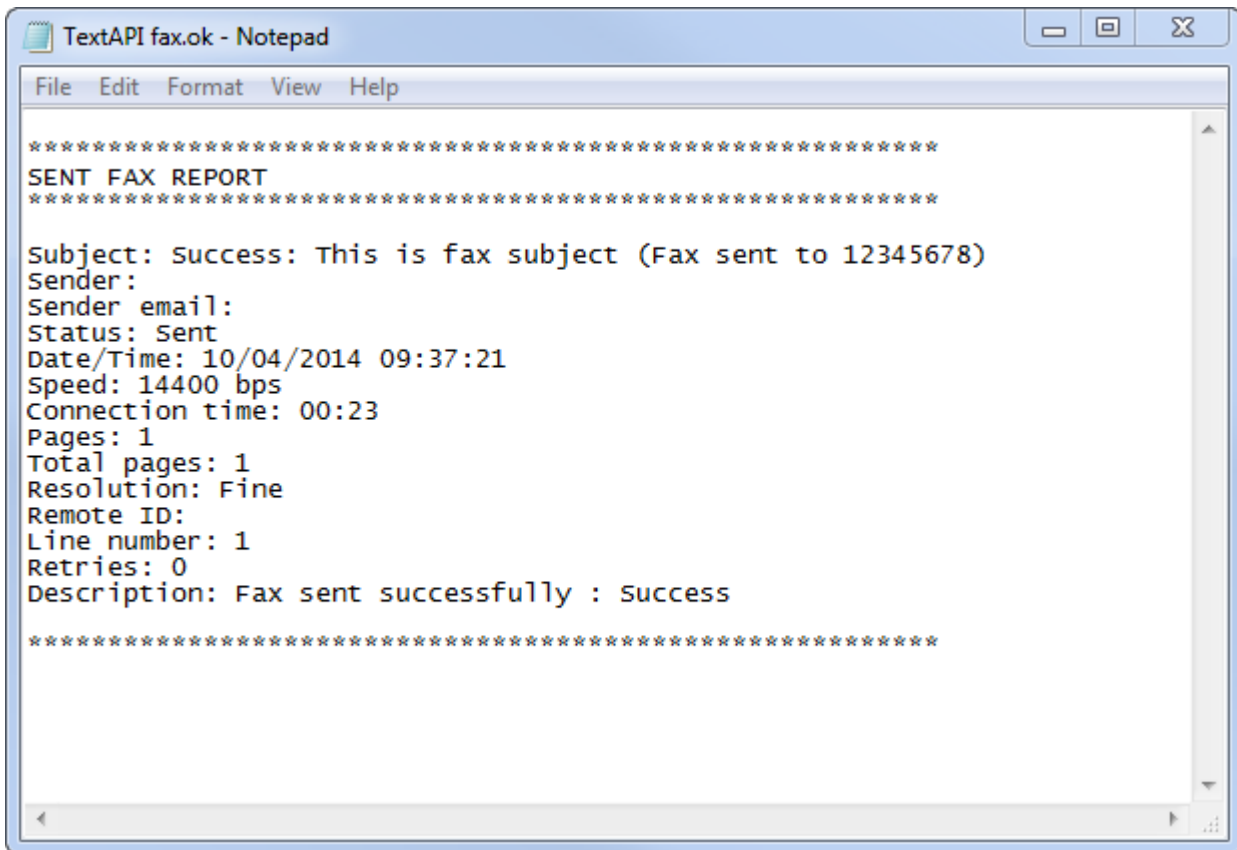 TextAPI fax.ok - Notepad
File Edit Format View Help
*********************************************************
SENT FAX REPORT
*********************************************************
Subject: Success: This is fax subject (Fax sent to 12345678)
Sender:
Sender email:
Status: Sent
Date/Time: 10/04/2014 09:37:21
Speed: 14400 bps
Connection time: 00:23
Pages: 1
Total pages: 1
Resolution: Fine
Remote ID:
Line number: 1
Retries: 0
Description: Fax sent successfully : Success
*********************************************************